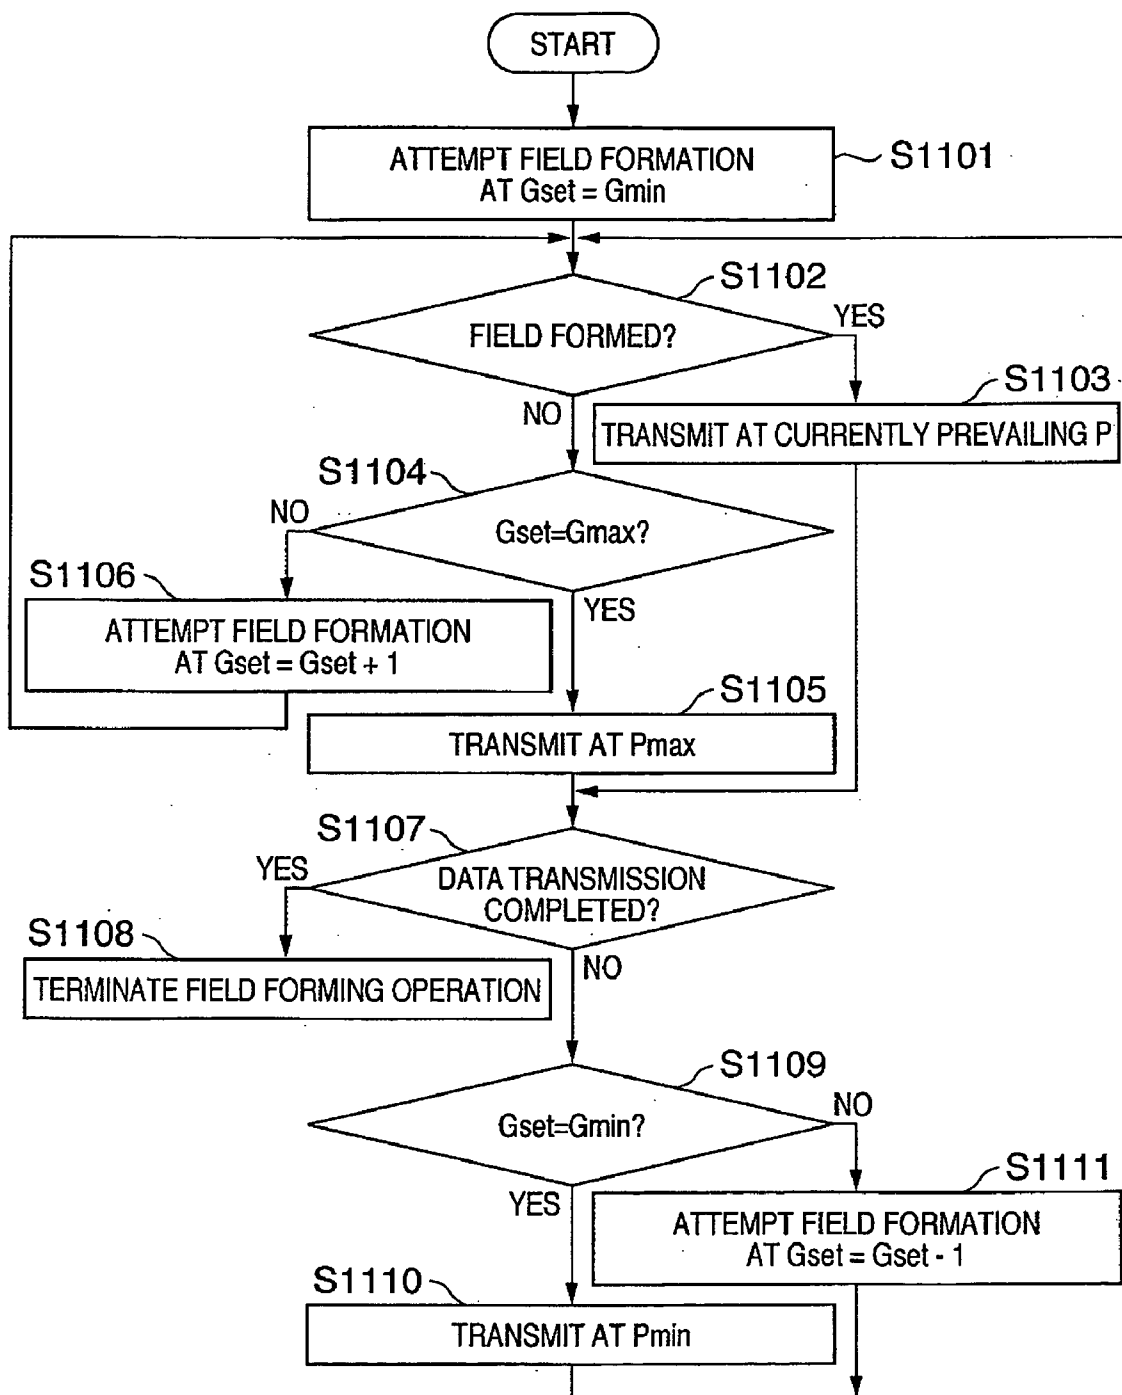 START
ATTEMPT FIELD FORMATION
AT Gset = Gmin
S1101
S1102
FIELD FORMED?
YES
NO
S1103
TRANSMIT AT CURRENTLY PREVAILING P
S1104
Gset=Gmax?
NO
YES
S1106
ATTEMPT FIELD FORMATION
AT Gset = Gset + 1
S1105
TRANSMIT AT Pmax
S1107
DATA TRANSMISSION
COMPLETED?
YES
NO
S1108
TERMINATE FIELD FORMING OPERATION
S1109
Gset=Gmin?
NO
YES
S1111
ATTEMPT FIELD FORMATION
AT Gset = Gset - 1
S1110
TRANSMIT AT Pmin